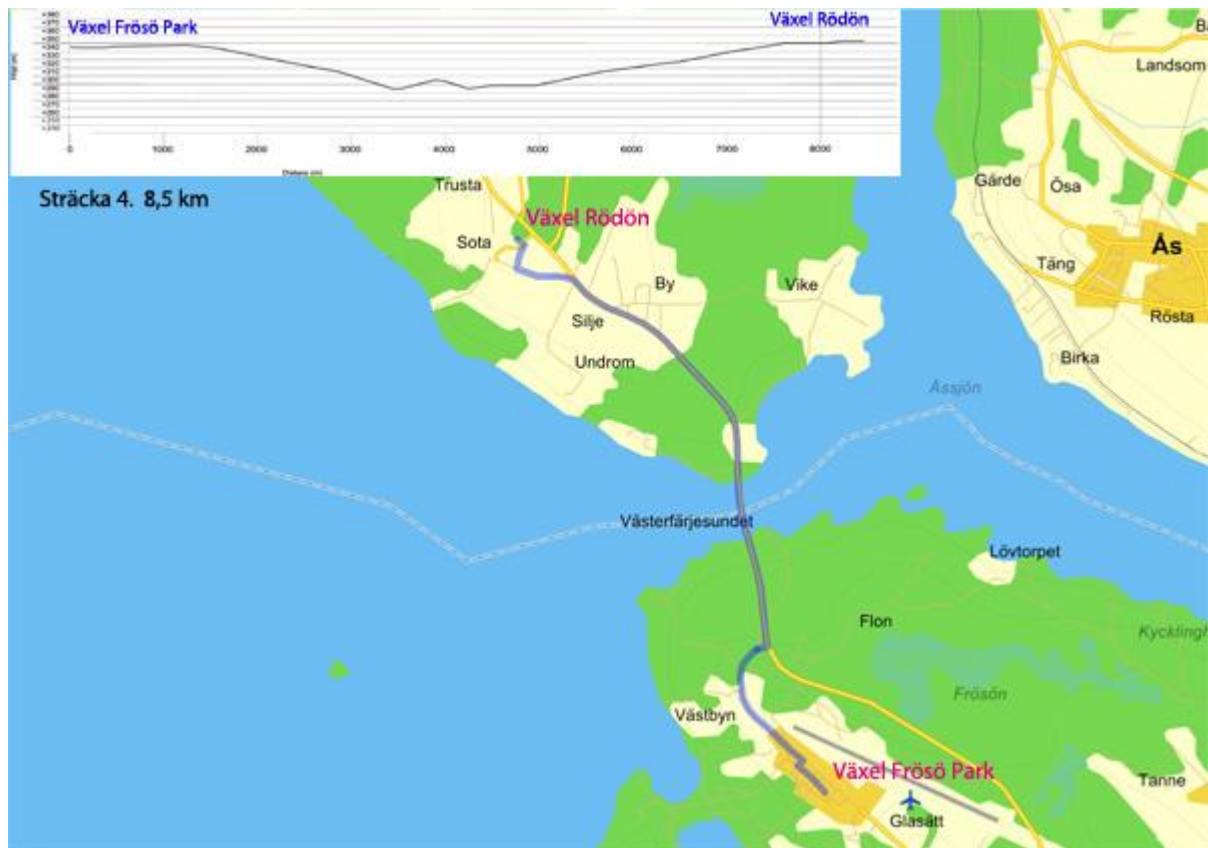 Växel Frösö Park
Växel Rödön
0 1000 2000 3000 4000 5000 6000 7000 8000
Sträcka 4. 8,5 km
Trusta
Växel Rödön
Sota
By
Vike
Silje
Undrom
Landsom
Gärde
Ösa
Ås
Täng
Rösta
Birka
Åssjön
Västerfärjesundet
Lövtorpet
Flon
Kycklingh
Frösön
Västbyn
Växel Frösö Park
Tanne
Glasätt